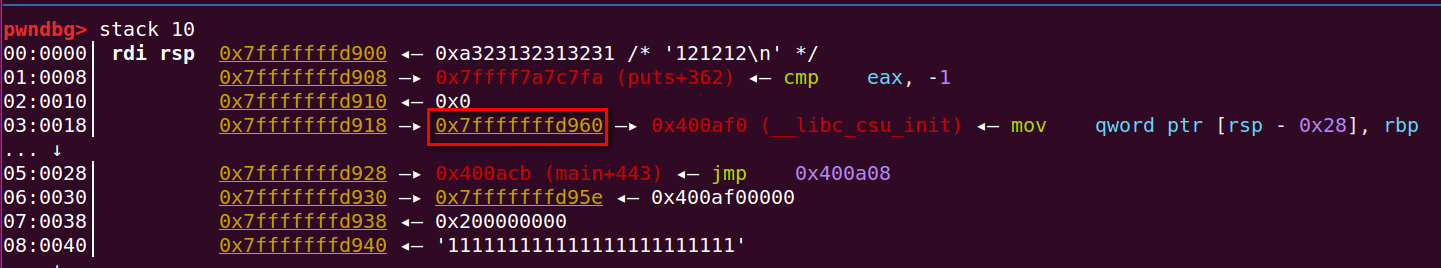 pwndbg> stack 10
00:0000│ rdi rsp 0x7fffffffd900 ◂— 0xa323132313231 /* '121212\n' */
01:0008│ 0x7fffffffd908 —▸ 0x7ffff7a7c7fa (puts+362) ◂— cmp eax, -1
02:0010│ 0x7fffffffd910 ◂— 0x0
03:0018│ 0x7fffffffd918 —▸ 0x7fffffffd960 —▸ 0x400af0 (__libc_csu_init) ◂— mov qword ptr [rsp - 0x28], rbp
... ↓
05:0028│ 0x7fffffffd928 —▸ 0x400acb (main+443) ◂— jmp 0x400a08
06:0030│ 0x7fffffffd930 —▸ 0x7fffffffd95e ◂— 0x400af00000
07:0038│ 0x7fffffffd938 ◂— 0x200000000
08:0040│ 0x7fffffffd940 ◂— '111111111111111111111111'